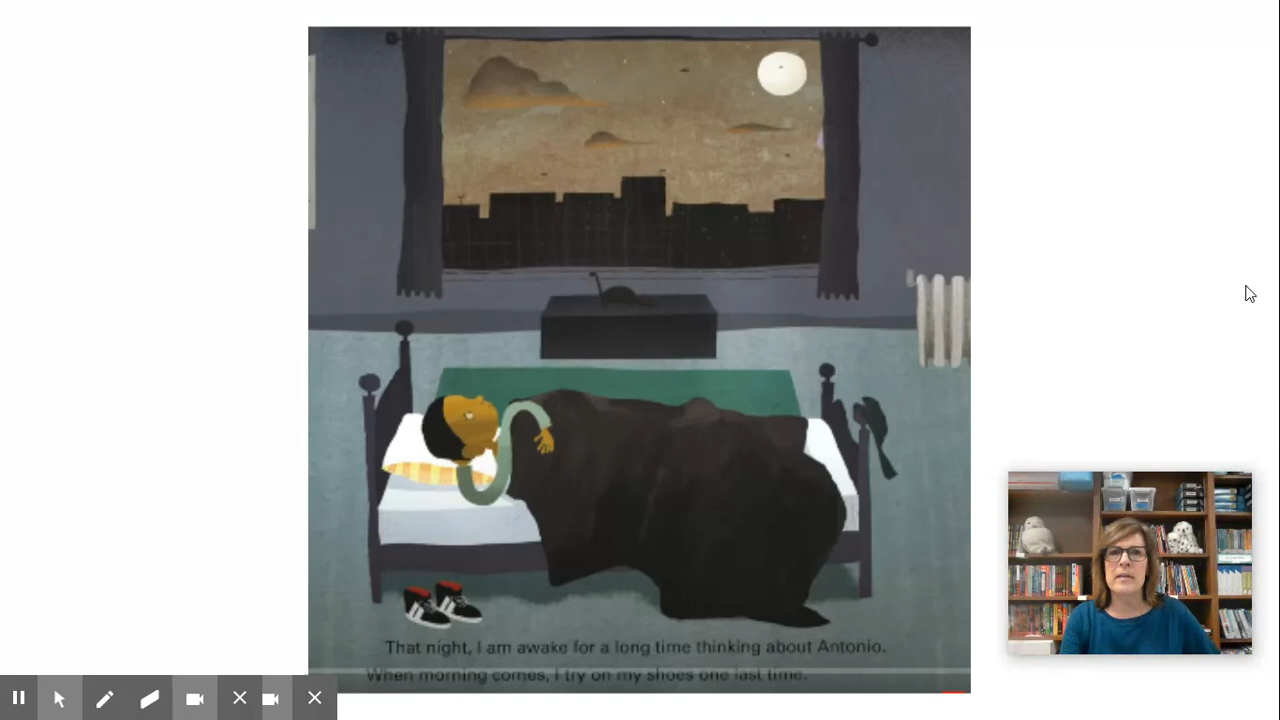 That night, I am awake for a long time thinking about Antonio.
When morning comes, I try on my shoes one last time.